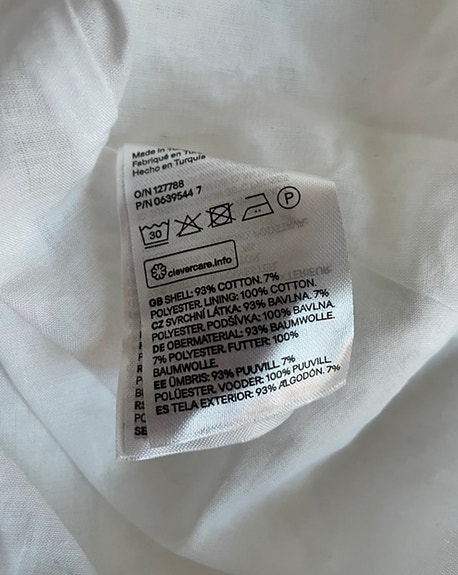 Made in
Fabriqué en
Hecho en Turquía
O/N 127788
P/N 0639544 7
30 P
clevercare.info
GB SHELL: 93% COTTON. 7%
POLYESTER, LINING: 100% COTTON.
CZ SVRCHNÍ LÁTKA: 93% BAVLNA. 7%
POLYESTER, PODŠÍVKA: 100% BAVLNA.
DE OBERMATERIAL: 93% BAUMWOLLE.
7% POLYESTER. FUTTER: 100%
BAUMWOLLE.
EE ÜMBRIS: 93% PUUVILL 7%
POLÜESTER, VOODER: 100% PUUVILL
ES TELA EXTERIOR: 93% ALGODÓN. 7%